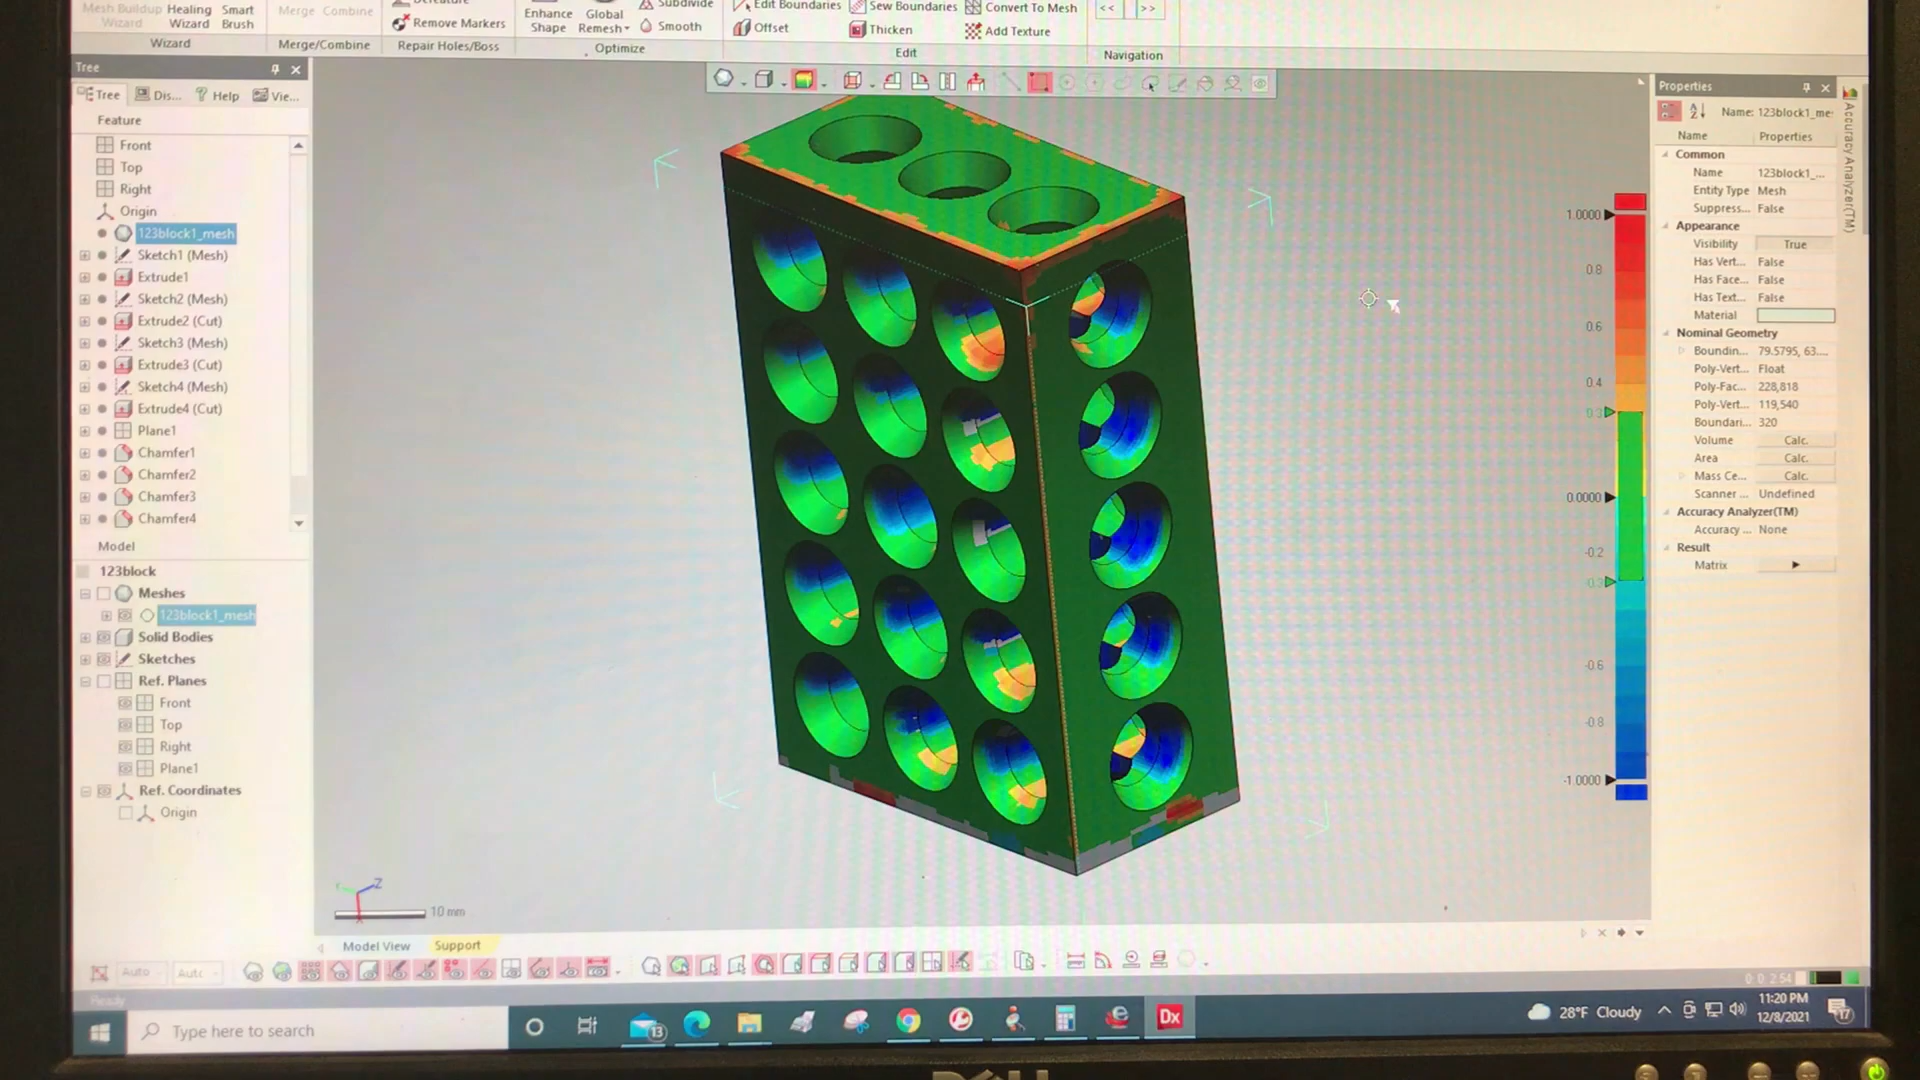 Mesh Buildup
Wizard
Healing
Wizard
Smart
Brush
Wizard
Merge
Combine
Merge/Combine
Remove Markers
Repair Holes/Boss
Enhance
Shape
Global
Remesh
Subdivide
Smooth
Optimize
Edit Boundaries
Offset
Sew Boundaries
Thicken
Convert To Mesh
Add Texture
Edit
<<
>>
Navigation
Tree
Tree
Dis...
Help
Vie...
Feature
Front
Top
Right
Origin
123block1_mesh
Sketch1 (Mesh)
Extrude1
Sketch2 (Mesh)
Extrude2 (Cut)
Sketch3 (Mesh)
Extrude3 (Cut)
Sketch4 (Mesh)
Extrude4 (Cut)
Plane1
Chamfer1
Chamfer2
Chamfer3
Chamfer4
Model
123block
Meshes
123block1_mesh
Solid Bodies
Sketches
Ref. Planes
Front
Top
Right
Plane1
Ref. Coordinates
Origin
Z
10 mm
Model View
Support
Auto
Auto
Ready
1.0000
0.8
0.6
0.4
0.3
0.0000
-0.2
-0.6
-0.8
-1.0000
Properties
Name: 123block1_me
Name Properties
Common
Name 123block1_...
Entity Type Mesh
Suppress... False
Appearance
Visibility True
Has Vert... False
Has Face... False
Has Text... False
Material
Nominal Geometry
Boundin... 79.5795, 63....
Poly-Vert... Float
Poly-Fac... 228,818
Poly-Vert... 119,540
Boundari... 320
Volume Calc.
Area Calc.
Mass Ce... Calc.
Scanner ... Undefined
Accuracy Analyzer(TM)
Accuracy ... None
Result
Matrix
Accuracy Analyzer(TM)
Type here to search
13
Dx
28°F Cloudy
11:20 PM
12/8/2021
17